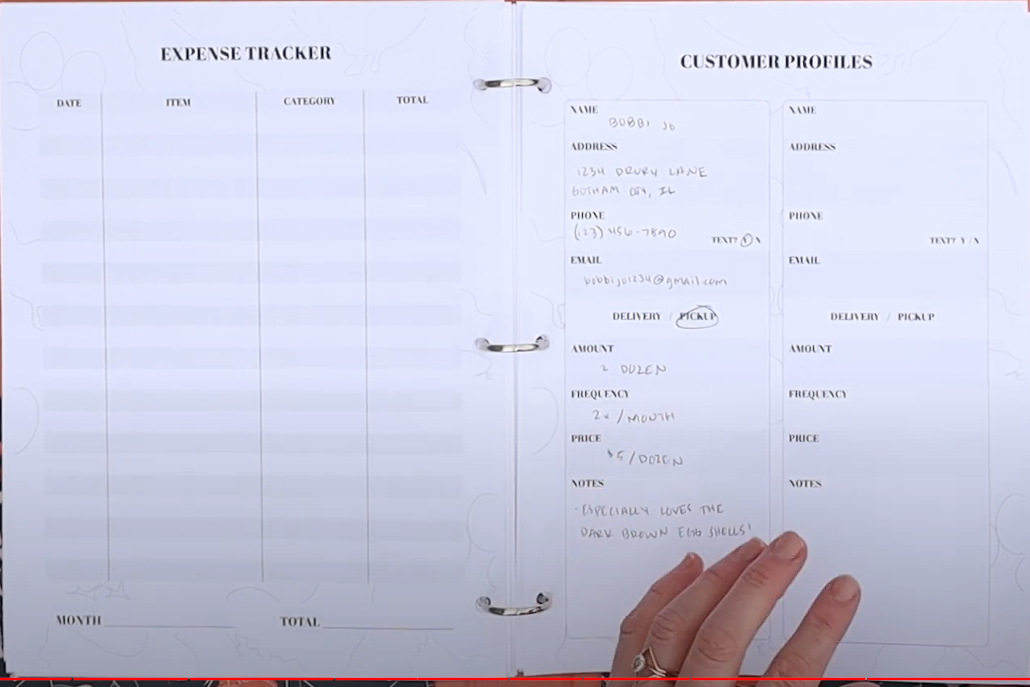 EXPENSE TRACKER
DATE ITEM CATEGORY TOTAL
MONTH TOTAL
CUSTOMER PROFILES
NAME
BOBBI JO
ADDRESS
1234 DRURY LANE
GOTHAM CITY, IL
PHONE
(123) 456-7890
TEXT? Y / N
EMAIL
bobbijo1234@gmail.com
DELIVERY / PICKUP
AMOUNT
2 DOZEN
FREQUENCY
2x / MONTH
PRICE
$5 / DOZEN
NOTES
- ESPECIALLY LOVES THE
DARK BROWN EGG SHELLS!
NAME
ADDRESS
PHONE
TEXT? Y / N
EMAIL
DELIVERY / PICKUP
AMOUNT
FREQUENCY
PRICE
NOTES